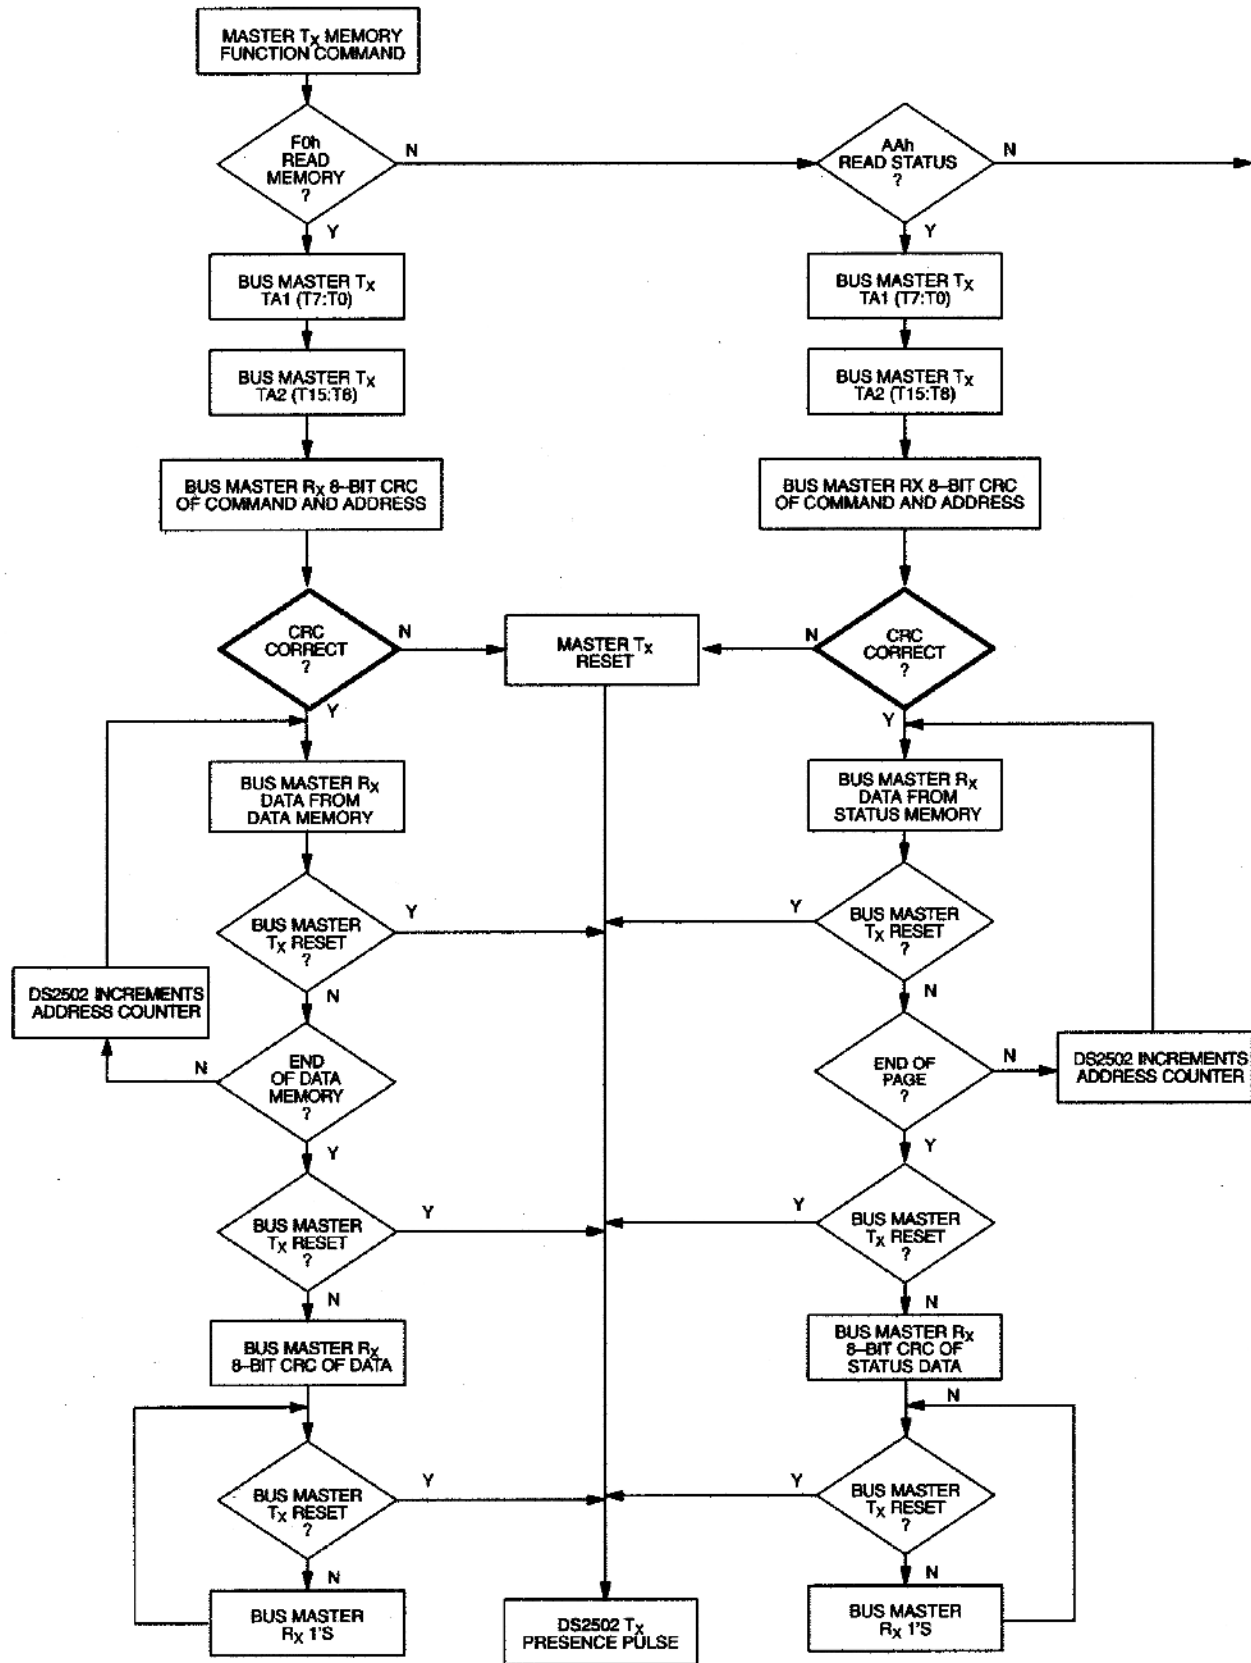 MASTER TX MEMORY
FUNCTION COMMAND
F0h
READ
MEMORY
?
N
Y
AAh
READ STATUS
?
N
Y
BUS MASTER TX
TA1 (T7:T0)
BUS MASTER TX
TA1 (T7:T0)
BUS MASTER TX
TA2 (T15:T8)
BUS MASTER TX
TA2 (T15:T8)
BUS MASTER RX 8–BIT CRC
OF COMMAND AND ADDRESS
BUS MASTER RX 8–BIT CRC
OF COMMAND AND ADDRESS
CRC
CORRECT
?
N
Y
MASTER TX
RESET
N
CRC
CORRECT
?
Y
BUS MASTER RX
DATA FROM
DATA MEMORY
BUS MASTER RX
DATA FROM
STATUS MEMORY
BUS MASTER
TX RESET
?
Y
N
Y
BUS MASTER
TX RESET
?
N
DS2502 INCREMENTS
ADDRESS COUNTER
N
END
OF DATA
MEMORY
?
Y
END OF
PAGE
?
N
Y
DS2502 INCREMENTS
ADDRESS COUNTER
BUS MASTER
TX RESET
?
Y
N
Y
BUS MASTER
TX RESET
?
N
BUS MASTER RX
8–BIT CRC OF DATA
BUS MASTER RX
8–BIT CRC OF
STATUS DATA
N
BUS MASTER
TX RESET
?
Y
N
Y
BUS MASTER
TX RESET
?
N
BUS MASTER
RX 1'S
DS2502 TX
PRESENCE PULSE
BUS MASTER
RX 1'S